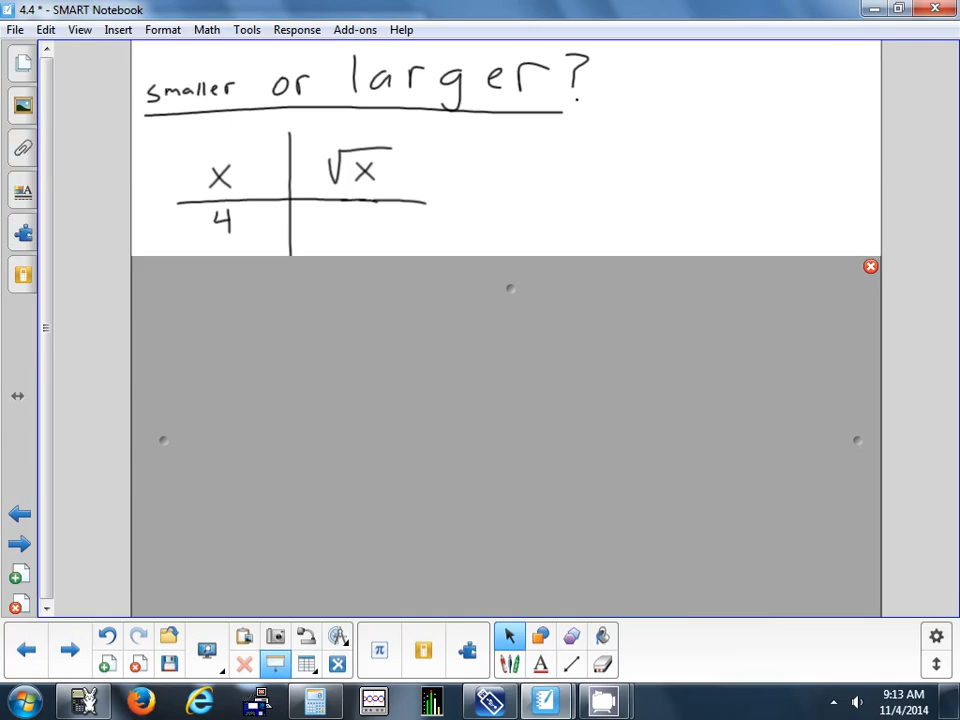 4.4 * - SMART Notebook
File Edit View Insert Format Math Tools Response Add-ons Help
smaller or larger?
x √x
4
9:13 AM
11/4/2014